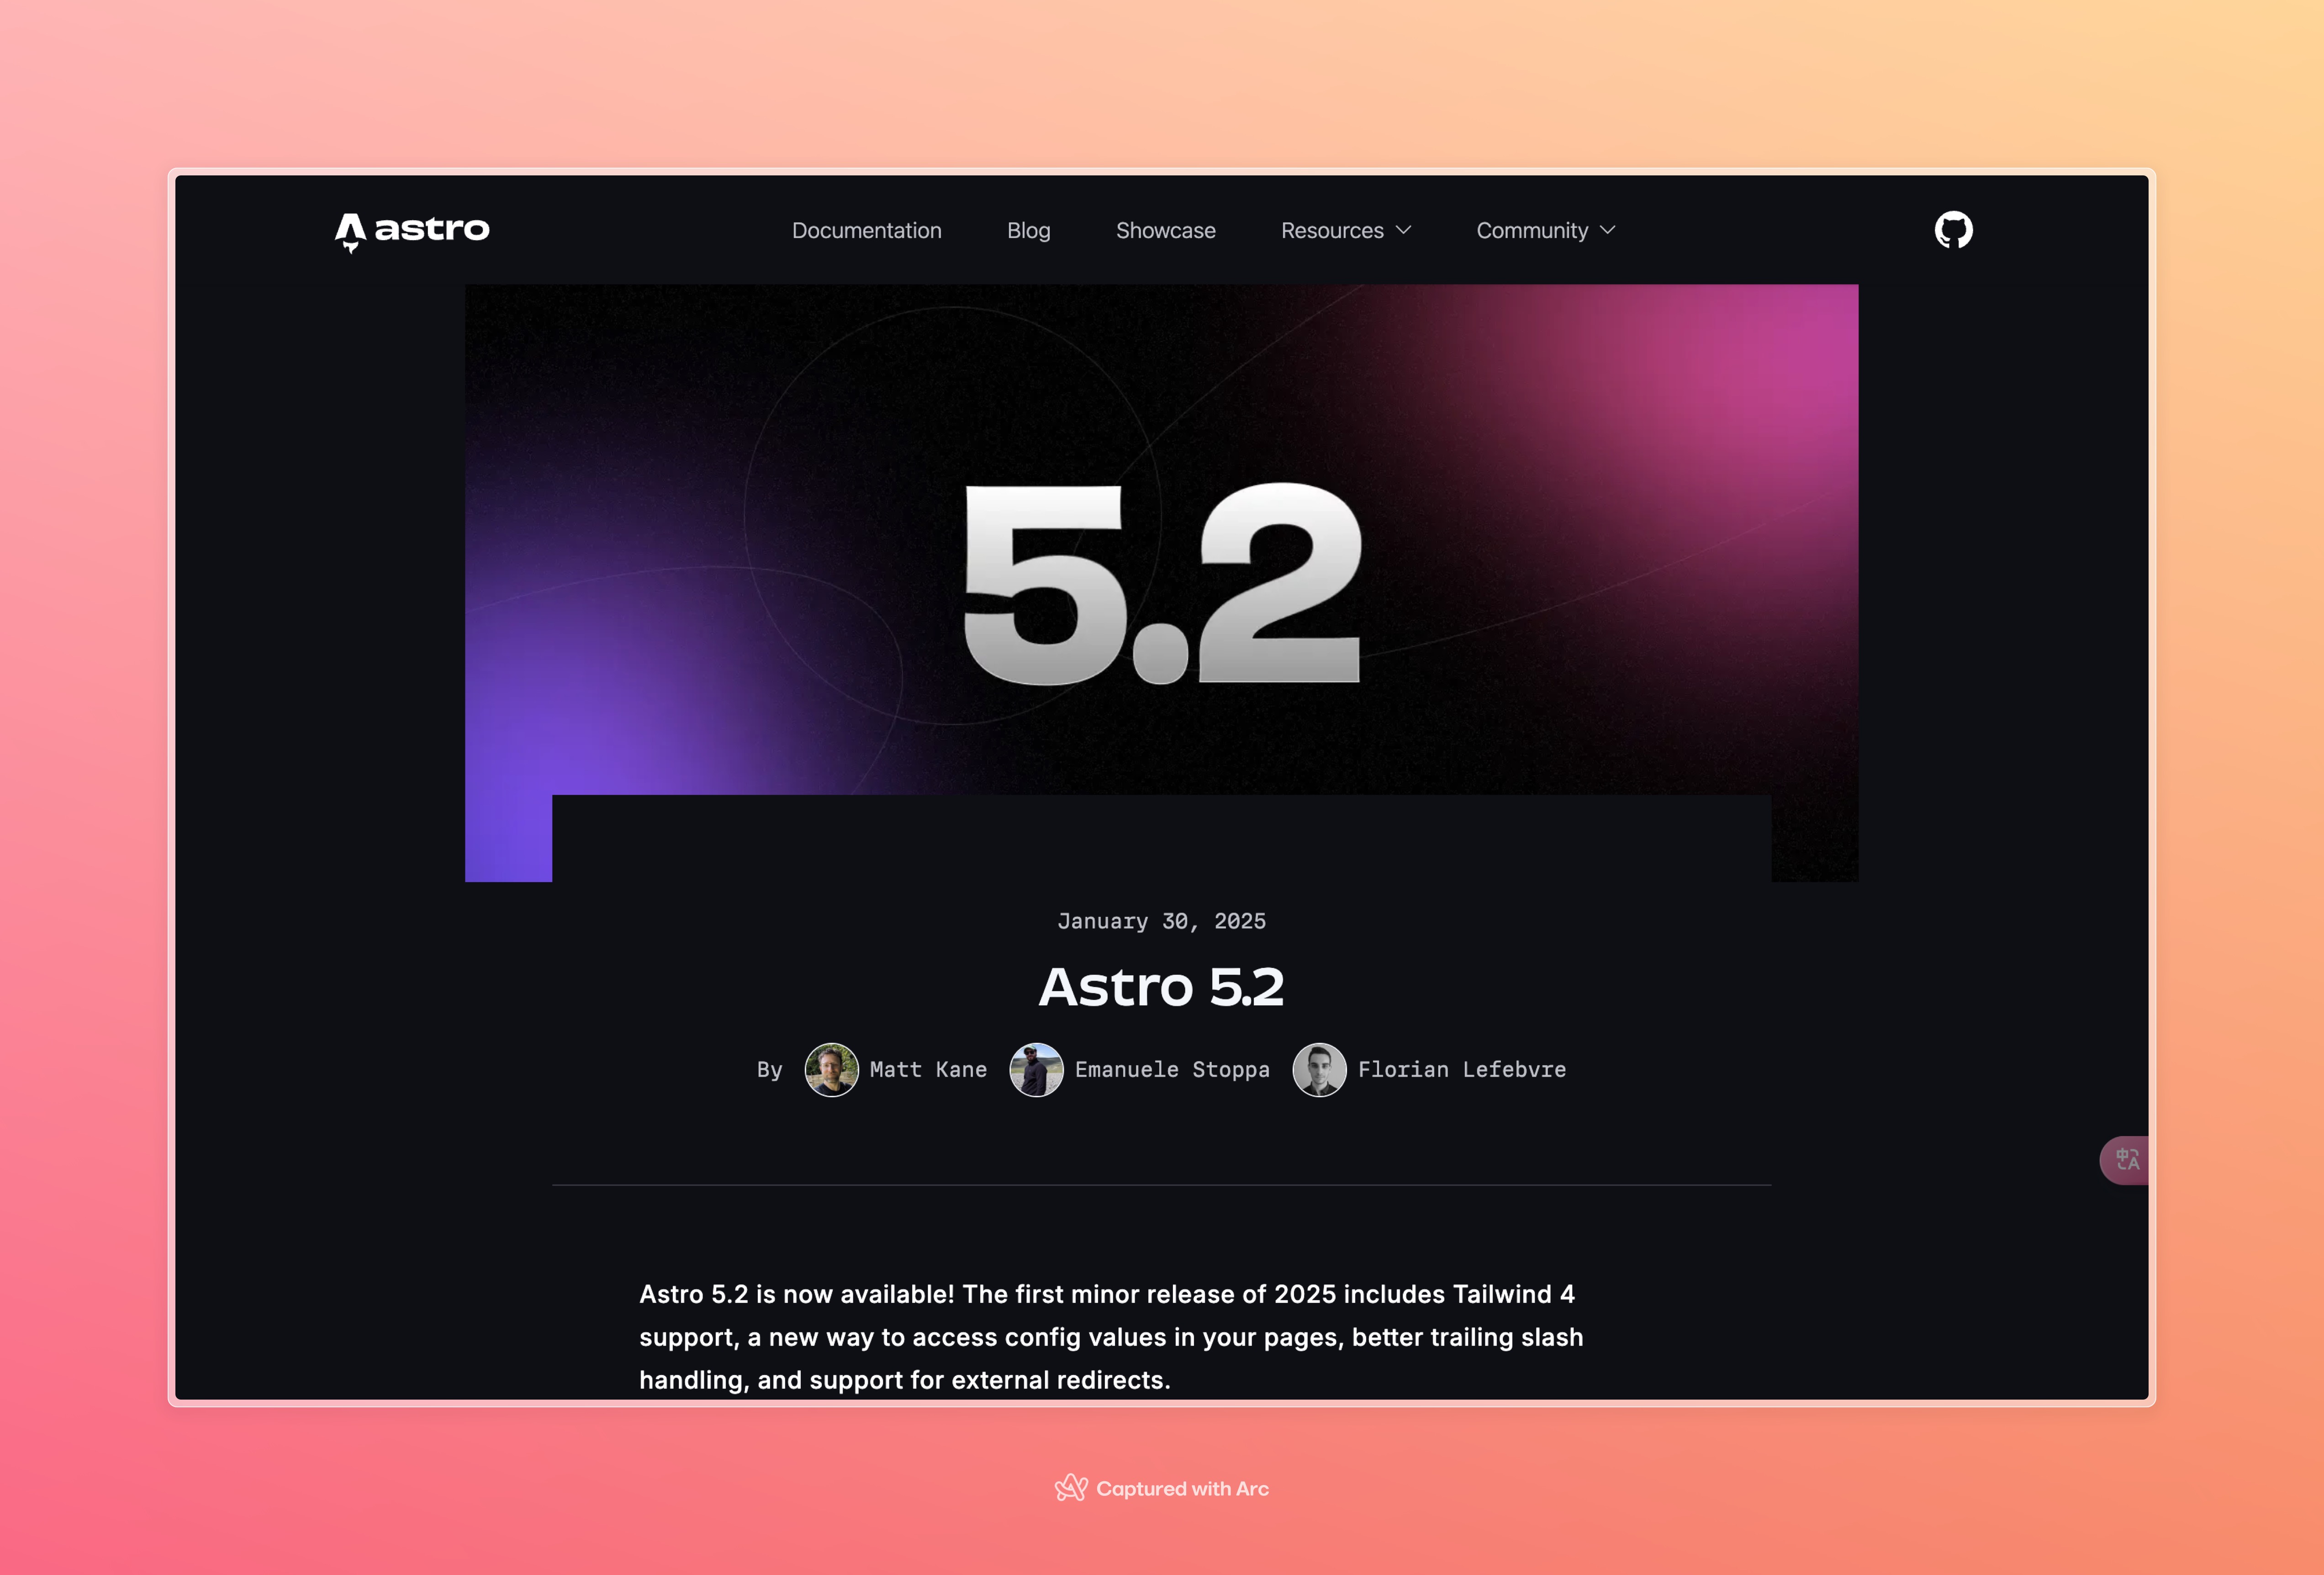 astro
Documentation Blog Showcase Resources Community
5.2
January 30, 2025
Astro 5.2
By Matt Kane Emanuele Stoppa Florian Lefebvre
中A
Astro 5.2 is now available! The first minor release of 2025 includes Tailwind 4
support, a new way to access config values in your pages, better trailing slash
handling, and support for external redirects.
Captured with Arc